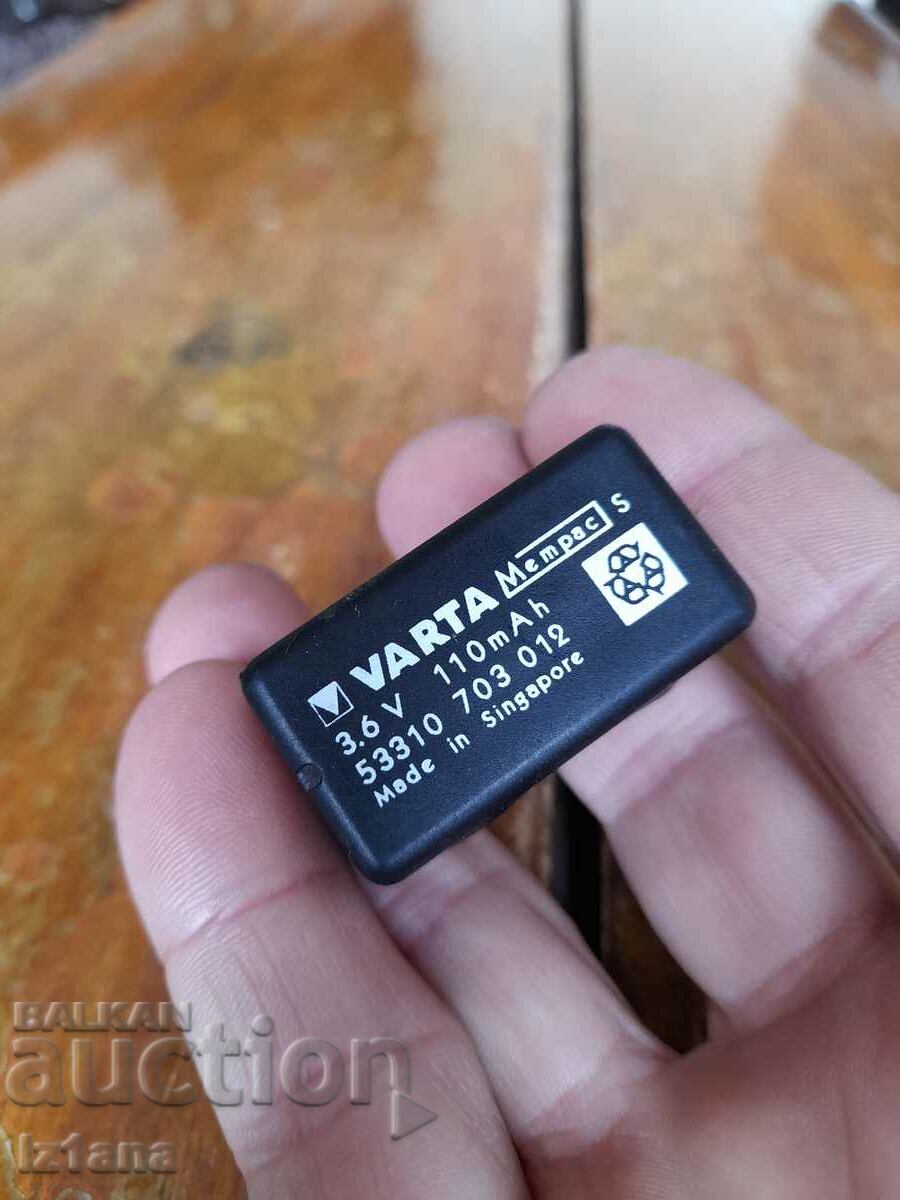 VARTA Mempac S
3.6 V 110mAh
53310 703 012
Made in Singapore
BALKAN
auction
Iz1ana